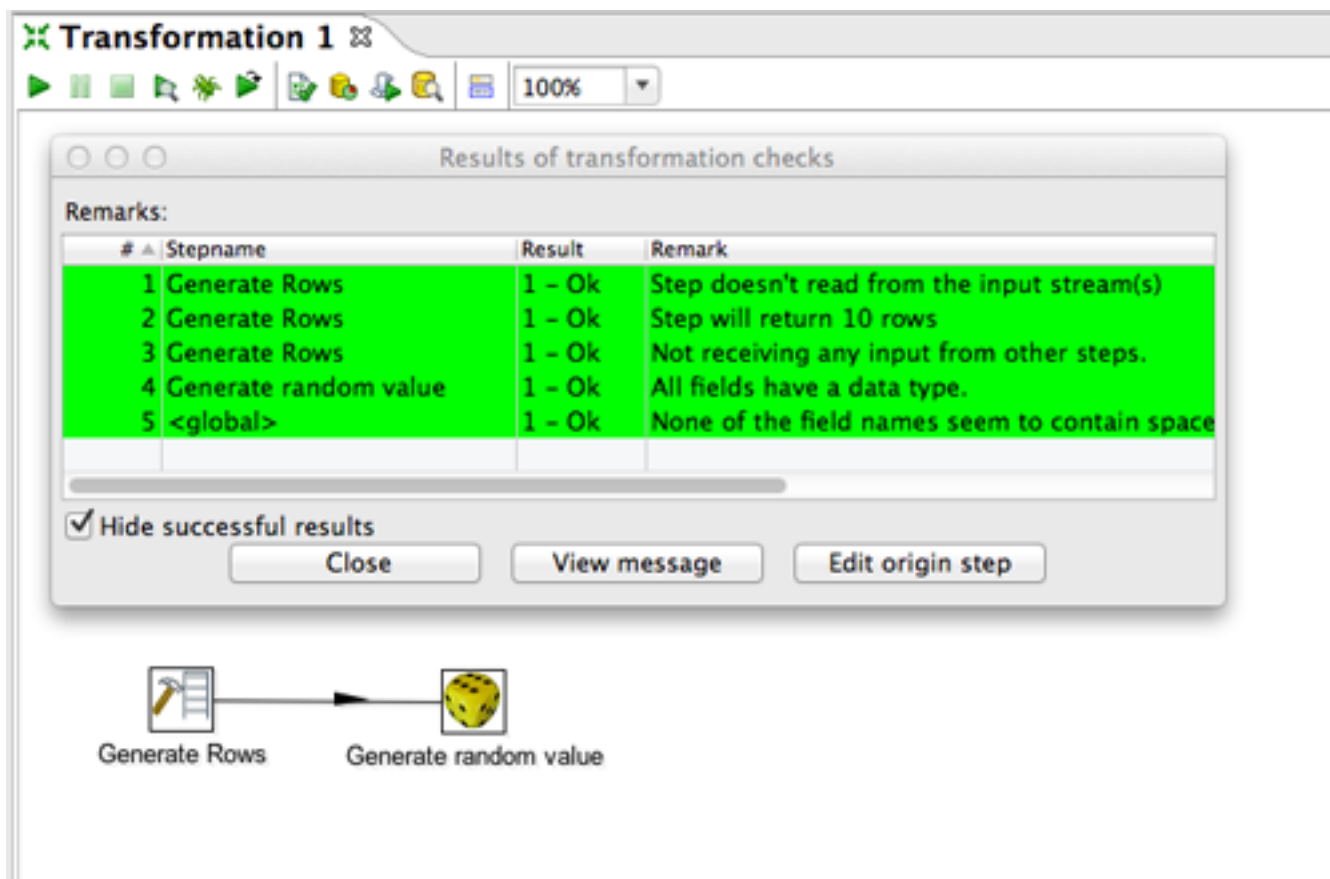 Transformation 1
100%
Results of transformation checks
Remarks:
# Stepname Result Remark
1 Generate Rows 1 - Ok Step doesn't read from the input stream(s)
2 Generate Rows 1 - Ok Step will return 10 rows
3 Generate Rows 1 - Ok Not receiving any input from other steps.
4 Generate random value 1 - Ok All fields have a data type.
5 <global> 1 - Ok None of the field names seem to contain space
Hide successful results
Close View message Edit origin step
Generate Rows Generate random value